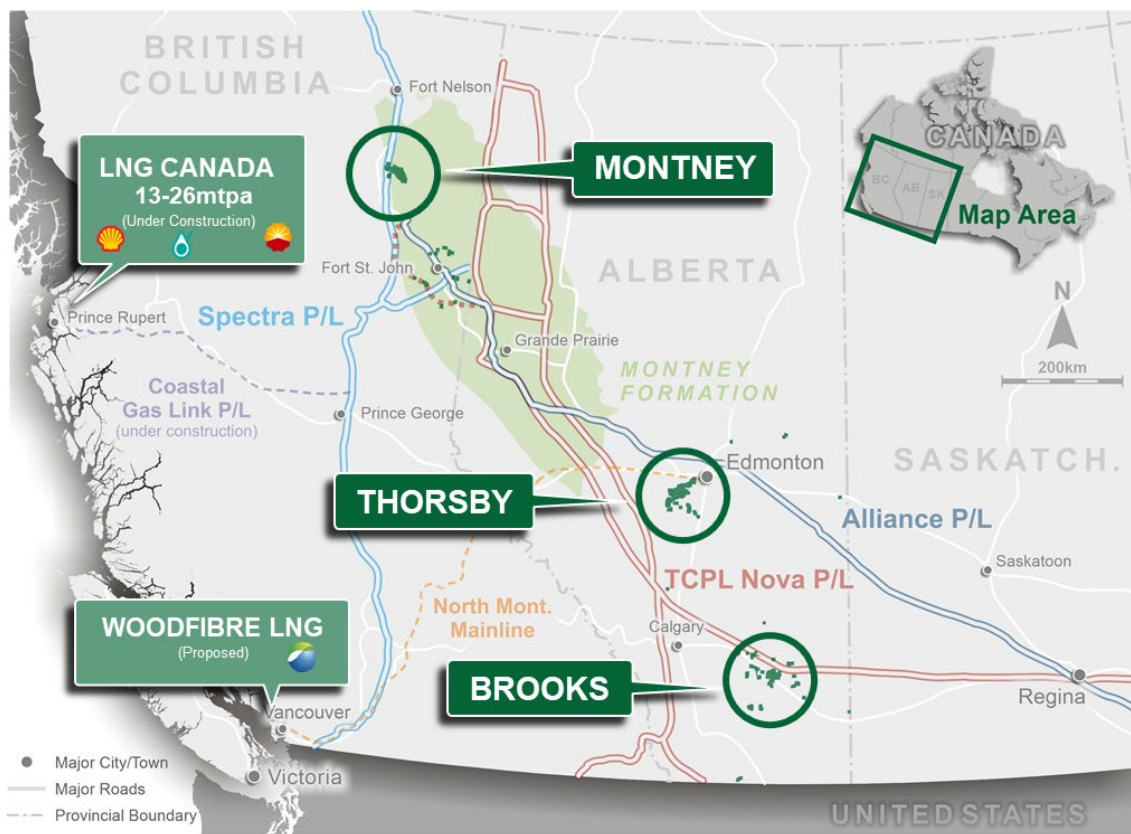 BRITISH
COLUMBIA
Fort Nelson
LNG CANADA
13-26mtpa
(Under Construction)
MONTNEY
CANADA
BC
AB
SK
Map Area
Fort St. John
ALBERTA
N
200km
Prince Rupert
Spectra P/L
Grande Prairie
MONTNEY
FORMATION
Coastal
Gas Link P/L
(under construction)
Prince George
Edmonton
SASKATCH.
THORSBY
Alliance P/L
Saskatoon
TCPL Nova P/L
North Mont.
Mainline
Calgary
WOODFIBRE LNG
(Proposed)
BROOKS
Regina
Vancouver
Victoria
Major City/Town
Major Roads
Provincial Boundary
UNITED STATES